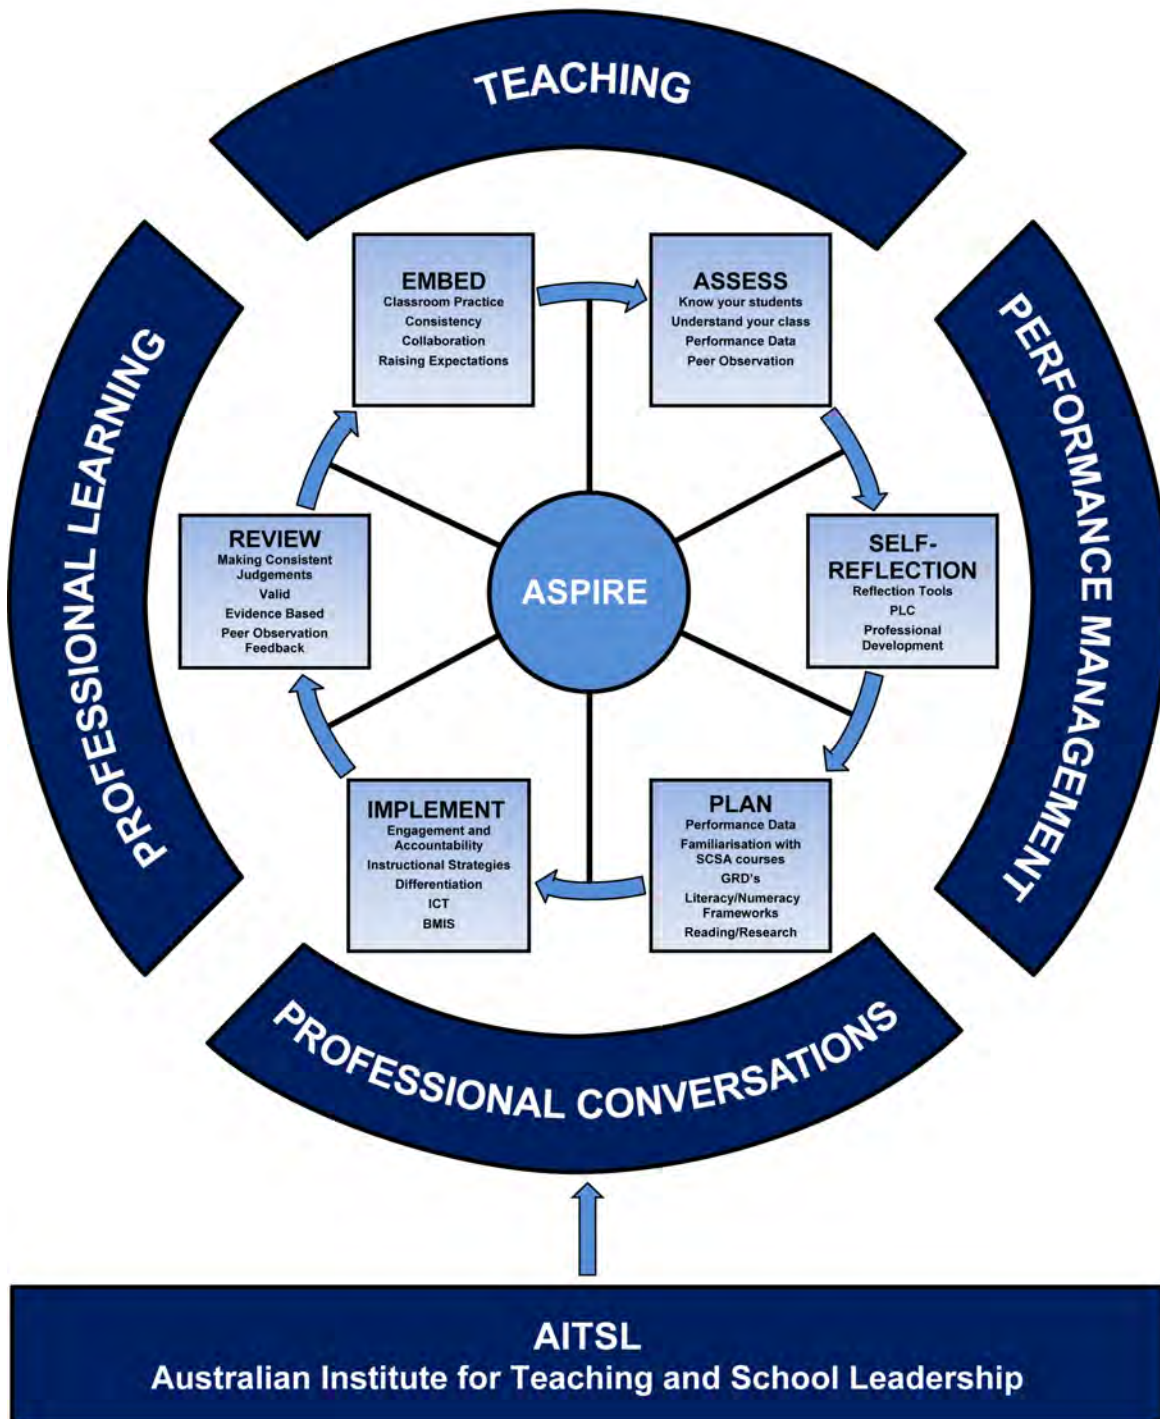 TEACHING
PROFESSIONAL LEARNING
PERFORMANCE MANAGEMENT
EMBED
Classroom Practice
Consistency
Collaboration
Raising Expectations
ASSESS
Know your students
Understand your class
Performance Data
Peer Observation
REVIEW
Making Consistent
Judgements
Valid
Evidence Based
Peer Observation
Feedback
ASPIRE
SELF-
REFLECTION
Reflection Tools
PLC
Professional
Development
IMPLEMENT
Engagement and
Accountability
Instructional Strategies
Differentiation
ICT
BMIS
PLAN
Performance Data
Familiarisation with
SCSA courses
GRD's
Literacy/Numeracy
Frameworks
Reading/Research
PROFESSIONAL CONVERSATIONS
AITSL
Australian Institute for Teaching and School Leadership